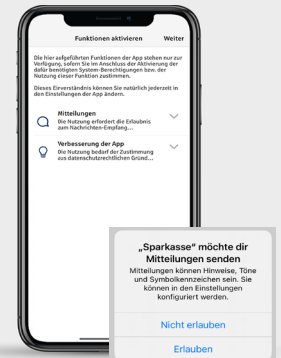 Funktionen aktivieren Weiter
Die hier aufgeführten Funktionen der App stehen nur zur
Verfügung, sofern Sie im Anschluss der Aktivierung der
dafür benötigten System-Berechtigungen bzw. der
Nutzung dieser Funktion zustimmen.
Dieses Einverständnis können Sie natürlich jederzeit in
den Einstellungen der App ändern.
Mitteilungen
Die Nutzung erfordert die Erlaubnis
zum Nachrichten-Empfang...
Verbesserung der App
Die Nutzung bedarf der Zustimmung
aus datenschutzrechtlichen Gründ...
„Sparkasse“ möchte dir
Mitteilungen senden
Mitteilungen können Hinweise, Töne
und Symbolkennzeichen sein. Sie
können in den Einstellungen
konfiguriert werden.
Nicht erlauben
Erlauben